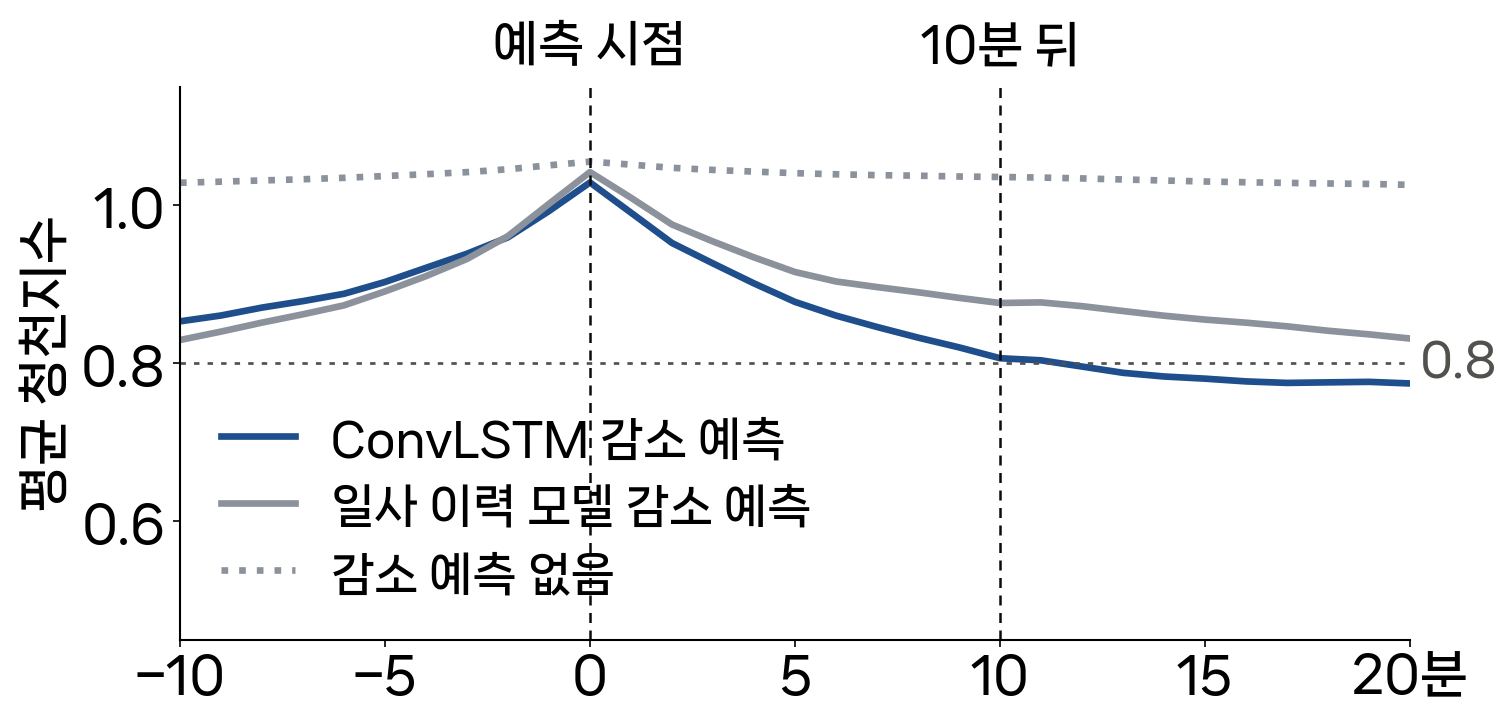 예측 시점
10분 뒤
평균 청천지수
1.0
0.8
0.6
0.8
ConvLSTM 감소 예측
일사 이력 모델 감소 예측
감소 예측 없음
−10 −5 0 5 10 15 20분